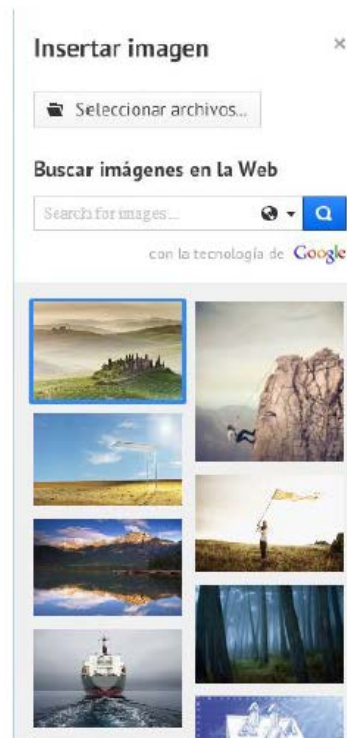 Insertar imagen
Seleccionar archivos...
Buscar imágenes en la Web
Search for images...
con la tecnología de Google